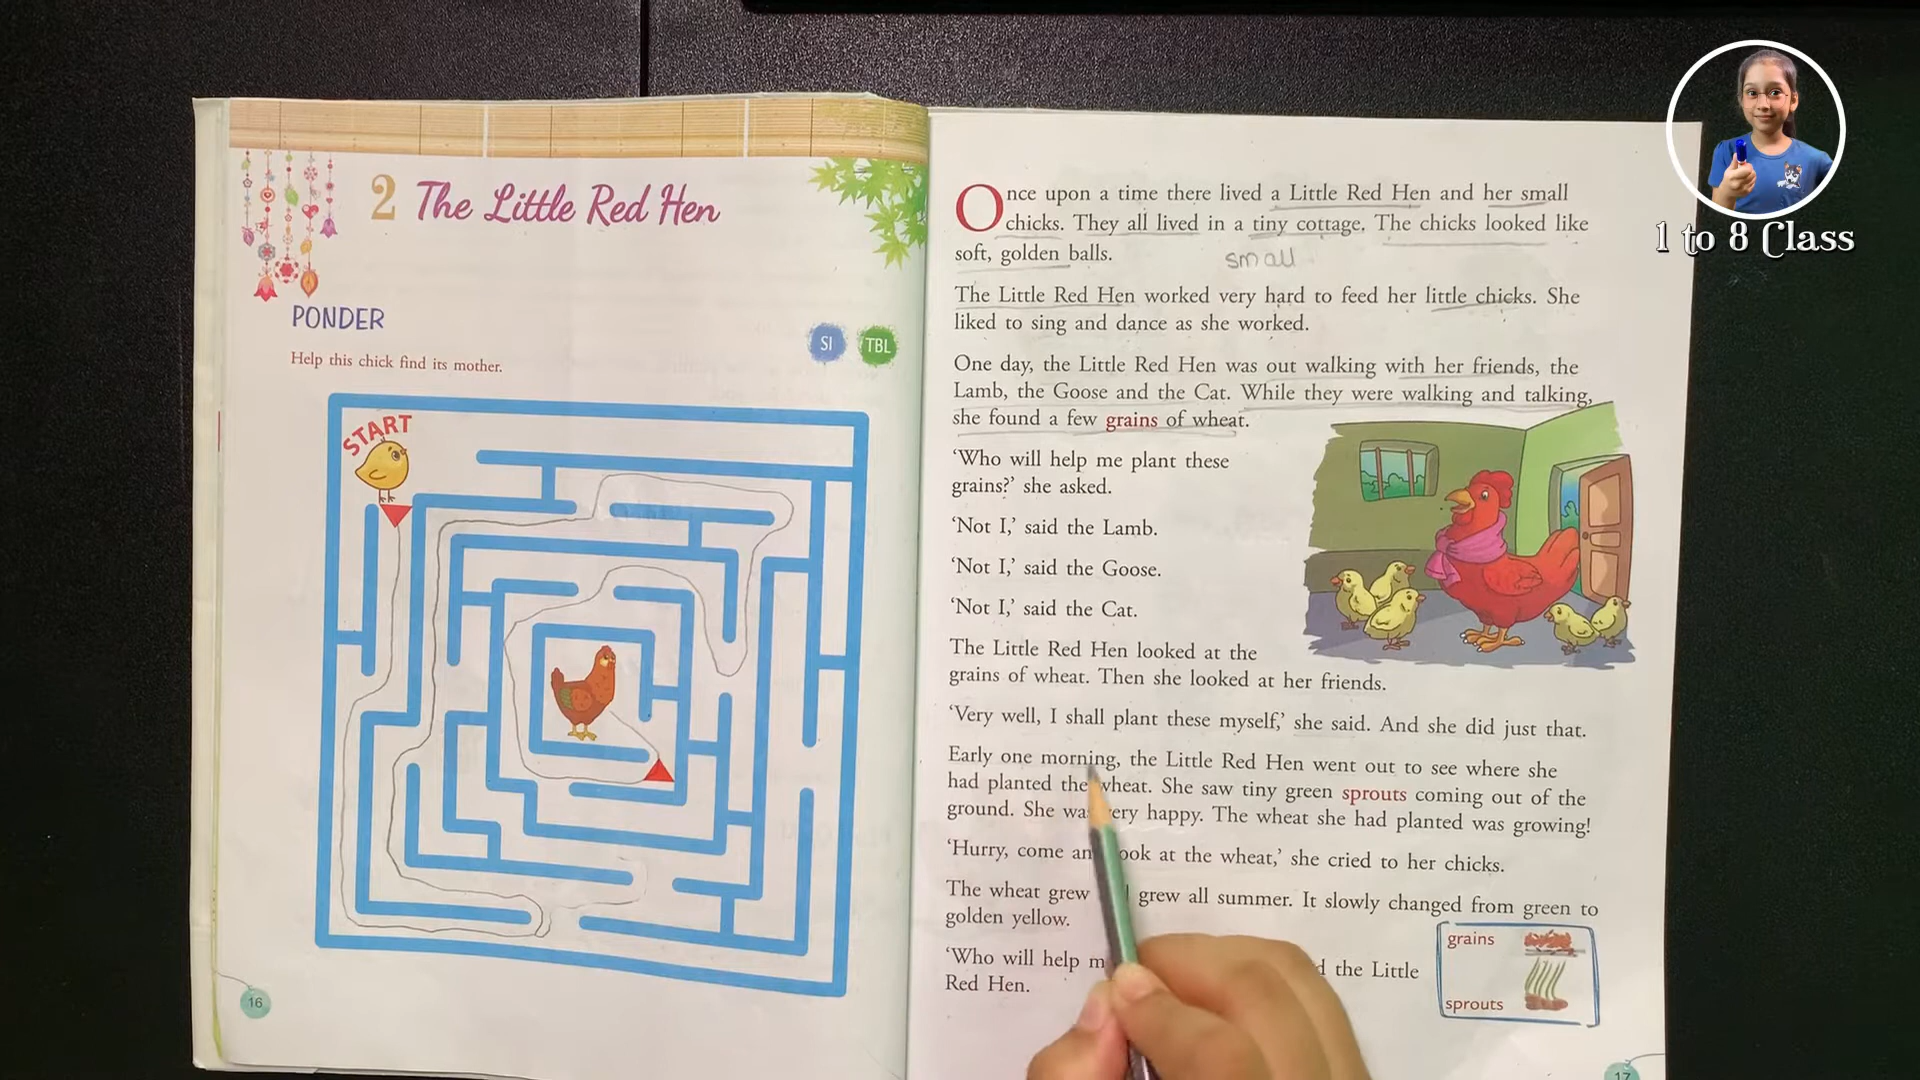 2 The Little Red Hen
PONDER
SI TBL
Help this chick find its mother.
START
16
Once upon a time there lived a Little Red Hen and her small
chicks. They all lived in a tiny cottage. The chicks looked like
soft, golden balls.
small
The Little Red Hen worked very hard to feed her little chicks. She
liked to sing and dance as she worked.
One day, the Little Red Hen was out walking with her friends, the
Lamb, the Goose and the Cat. While they were walking and talking,
she found a few grains of wheat.
‘Who will help me plant these
grains?’ she asked.
‘Not I,’ said the Lamb.
‘Not I,’ said the Goose.
‘Not I,’ said the Cat.
The Little Red Hen looked at the
grains of wheat. Then she looked at her friends.
‘Very well, I shall plant these myself,’ she said. And she did just that.
Early one morning, the Little Red Hen went out to see where she
had planted the wheat. She saw tiny green sprouts coming out of the
ground. She was very happy. The wheat she had planted was growing!
‘Hurry, come and look at the wheat,’ she cried to her chicks.
The wheat grew grew all summer. It slowly changed from green to
golden yellow.
‘Who will help the Little
Red Hen.
grains
sprouts
17
1 to 8 Class